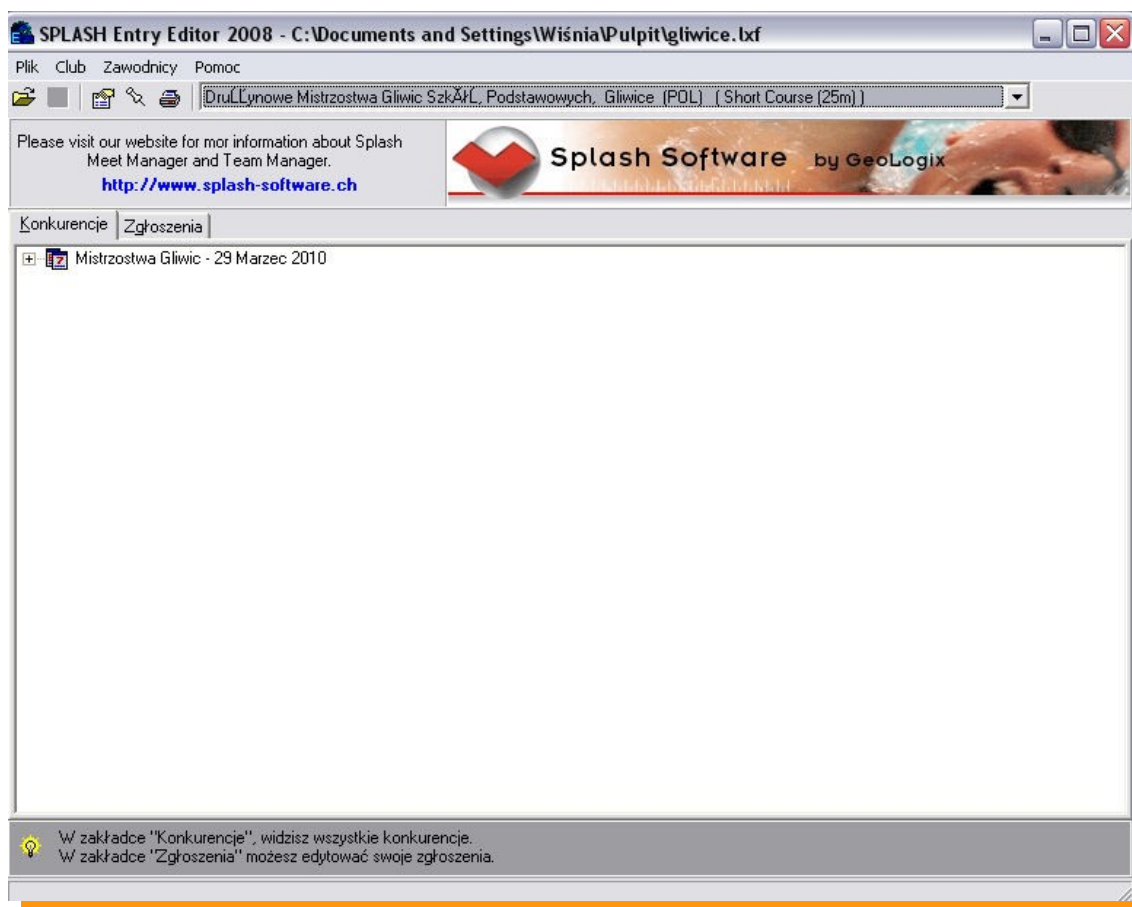 SPLASH Entry Editor 2008 - C:\Documents and Settings\Wiśnia\Pulpit\gliwice.lxf
Plik Club Zawodnicy Pomoc
DruĹĽynowe Mistrzostwa Gliwic SzkĂłĹ‚ Podstawowych, Gliwice (POL) ( Short Course (25m) )
Please visit our website for mor information about Splash
Meet Manager and Team Manager.
http://www.splash-software.ch
Splash Software by GeoLogix
Konkurencje Zgłoszenia
Mistrzostwa Gliwic - 29 Marzec 2010
W zakładce "Konkurencje", widzisz wszystkie konkurencje.
W zakładce "Zgłoszenia" możesz edytować swoje zgłoszenia.